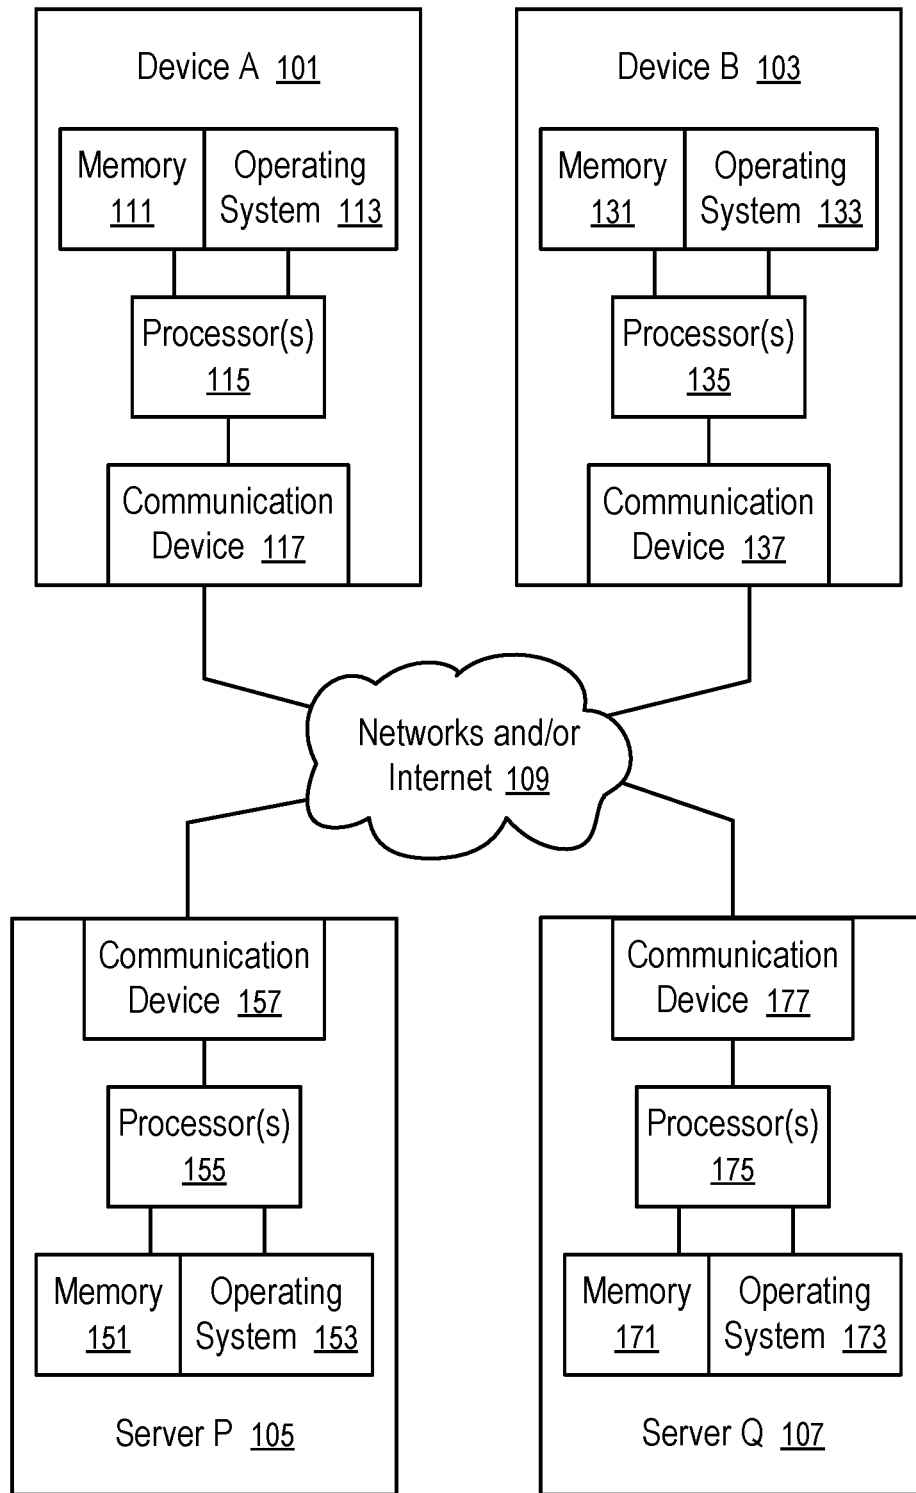 Device A 101
Memory
111
Operating
System 113
Processor(s)
115
Communication
Device 117
Device B 103
Memory
131
Operating
System 133
Processor(s)
135
Communication
Device 137
Networks and/or
Internet 109
Communication
Device 157
Processor(s)
155
Memory
151
Operating
System 153
Server P 105
Communication
Device 177
Processor(s)
175
Memory
171
Operating
System 173
Server Q 107